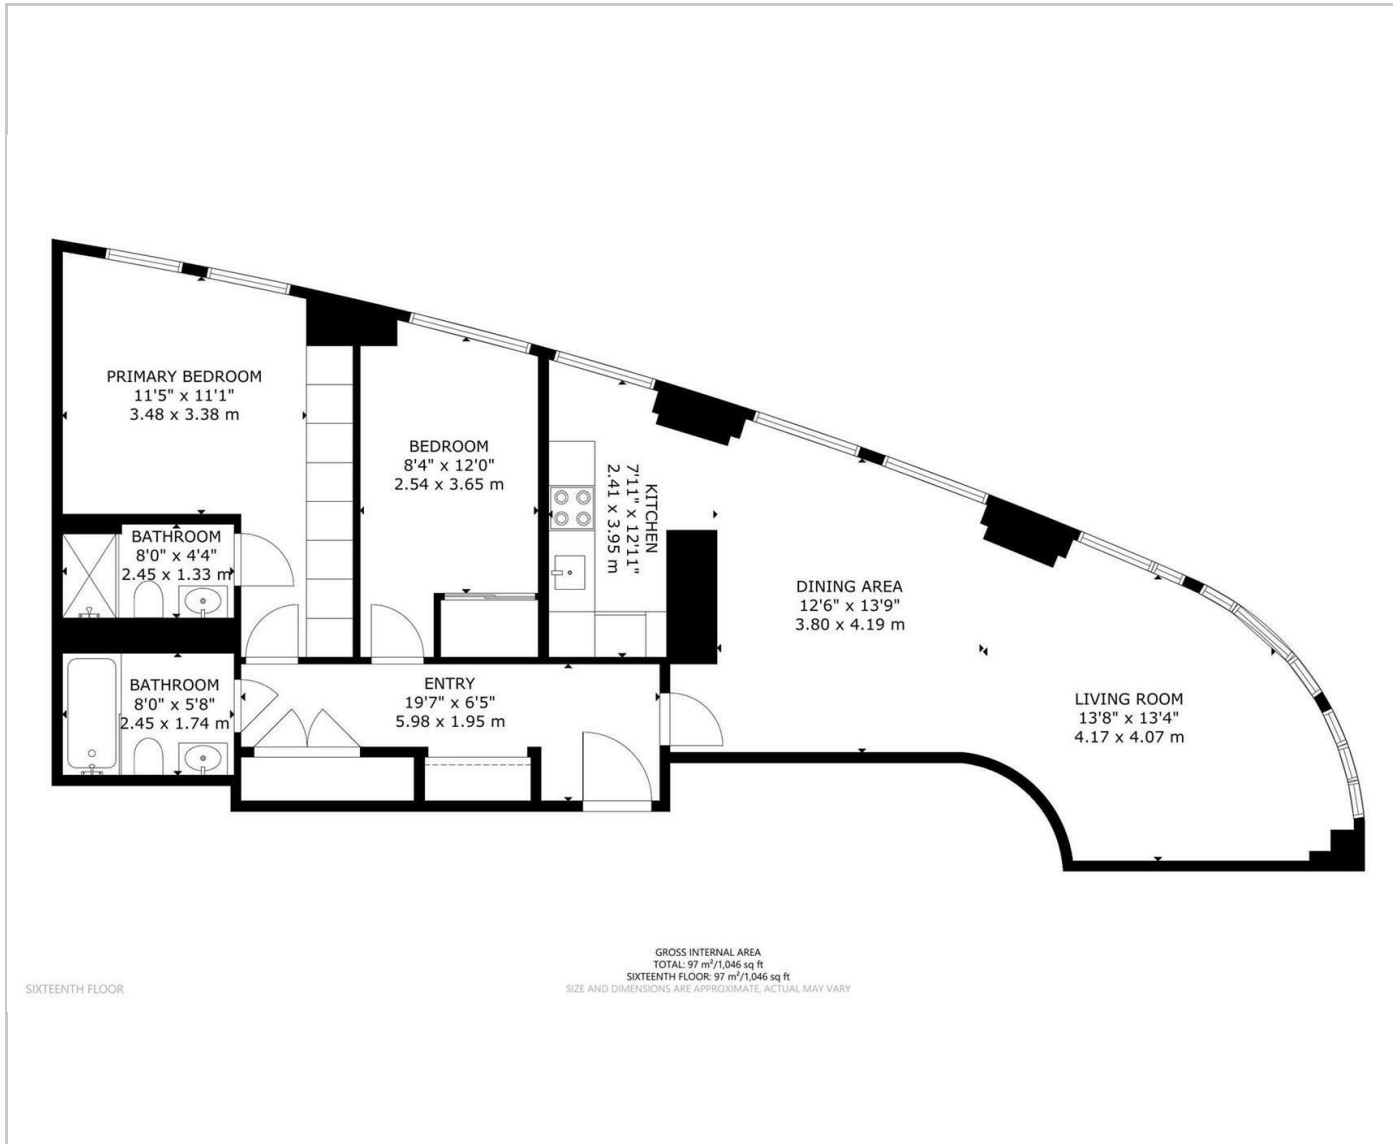 PRIMARY BEDROOM
11'5" x 11'1"
3.48 x 3.38 m
BEDROOM
8'4" x 12'0"
2.54 x 3.65 m
KITCHEN
7'11" x 12'11"
2.41 x 3.95 m
BATHROOM
8'0" x 4'4"
2.45 x 1.33 m
DINING AREA
12'6" x 13'9"
3.80 x 4.19 m
BATHROOM
8'0" x 5'8"
2.45 x 1.74 m
ENTRY
19'7" x 6'5"
5.98 x 1.95 m
LIVING ROOM
13'8" x 13'4"
4.17 x 4.07 m
GROSS INTERNAL AREA
TOTAL: 97 m²/1,046 sq ft
SIXTEENTH FLOOR: 97 m²/1,046 sq ft
SIZE AND DIMENSIONS ARE APPROXIMATE, ACTUAL MAY VARY
SIXTEENTH FLOOR